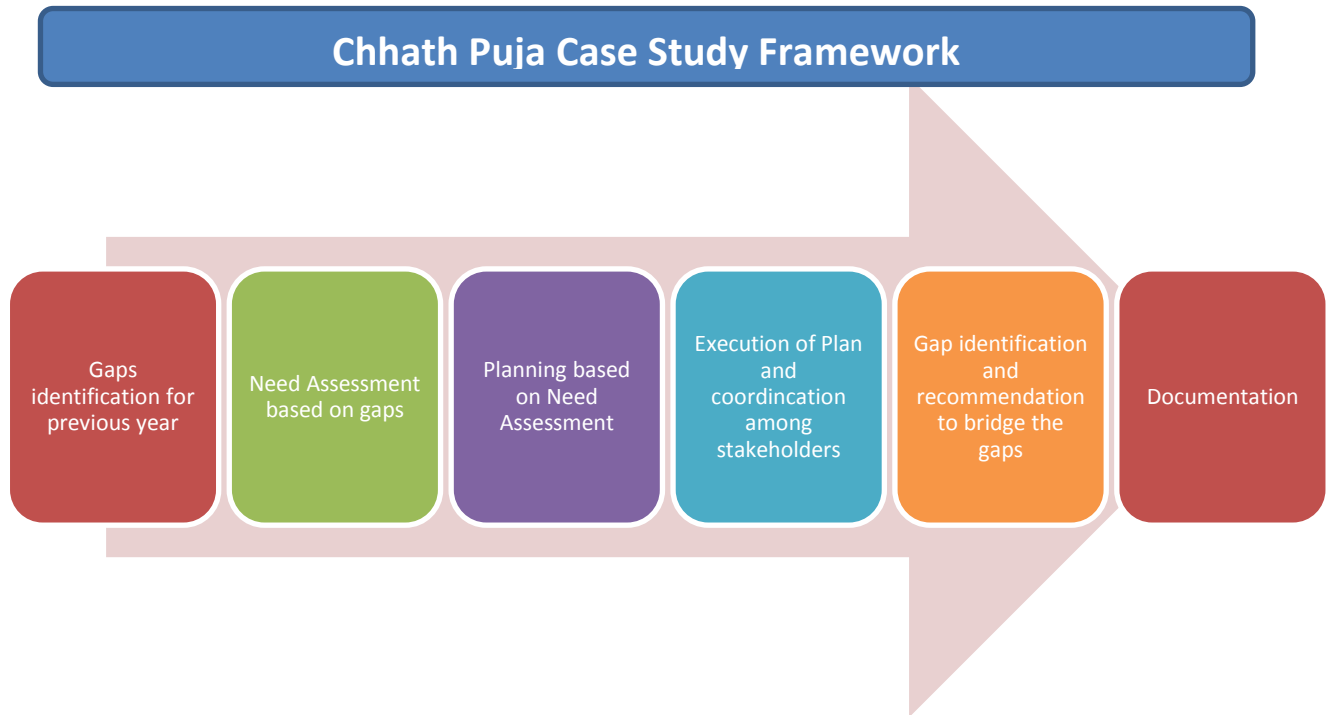 Chhath Puja Case Study Framework
Gaps
identification for
previous year
Need Assessment
based on gaps
Planning based
on Need
Assessment
Execution of Plan
and
coordincation
among
stakeholders
Gap identification
and
recommendation
to bridge the
gaps
Documentation